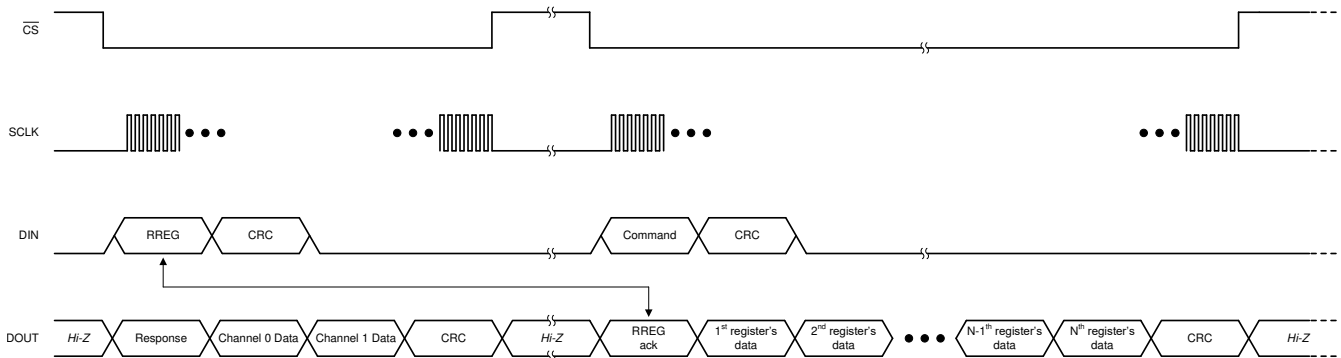 CS
SCLK
DIN
RREG
CRC
Command
CRC
DOUT
Hi-Z
Response
Channel 0 Data
Channel 1 Data
CRC
Hi-Z
RREG
ack
1st register's
data
2nd register's
data
N-1th register's
data
Nth register's
data
CRC
Hi-Z